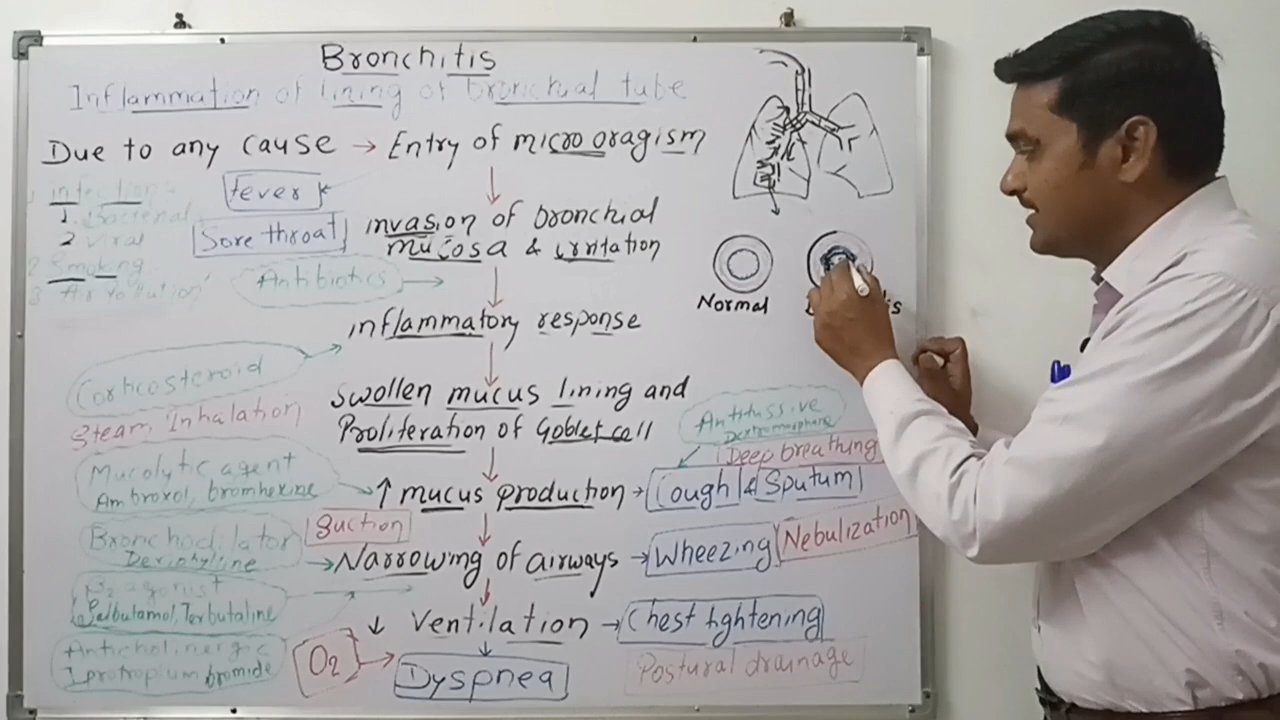 Bronchitis
Inflammation of lining of bronchial tube
Due to any cause → Entry of micro oragism
1 infection
1. Bacterial
2 viral
2 Smoking
3 Air Pollution
fever
Sore throat
invasion of bronchial
mucosa & irritation
Antibiotics →
inflammatory response
Normal
Corticosteroid →
Steam Inhalation
Swollen mucus lining and
Proliferation of Goblet cell
Antitussive
Deep breathing
Mucolytic agent
Ambroxol, bromhexine →
↑ mucus production → Cough & Sputum
Suction
Bronchodilator
Deriphyline →
Narrowing of airways → Wheezing
Nebulization
β2 agonist
Salbutamol, Terbutaline
↓ Ventilation → Chest tightening
Anticholinergic
Iprotropium bromide
O2 →
Dyspnea
Postural drainage